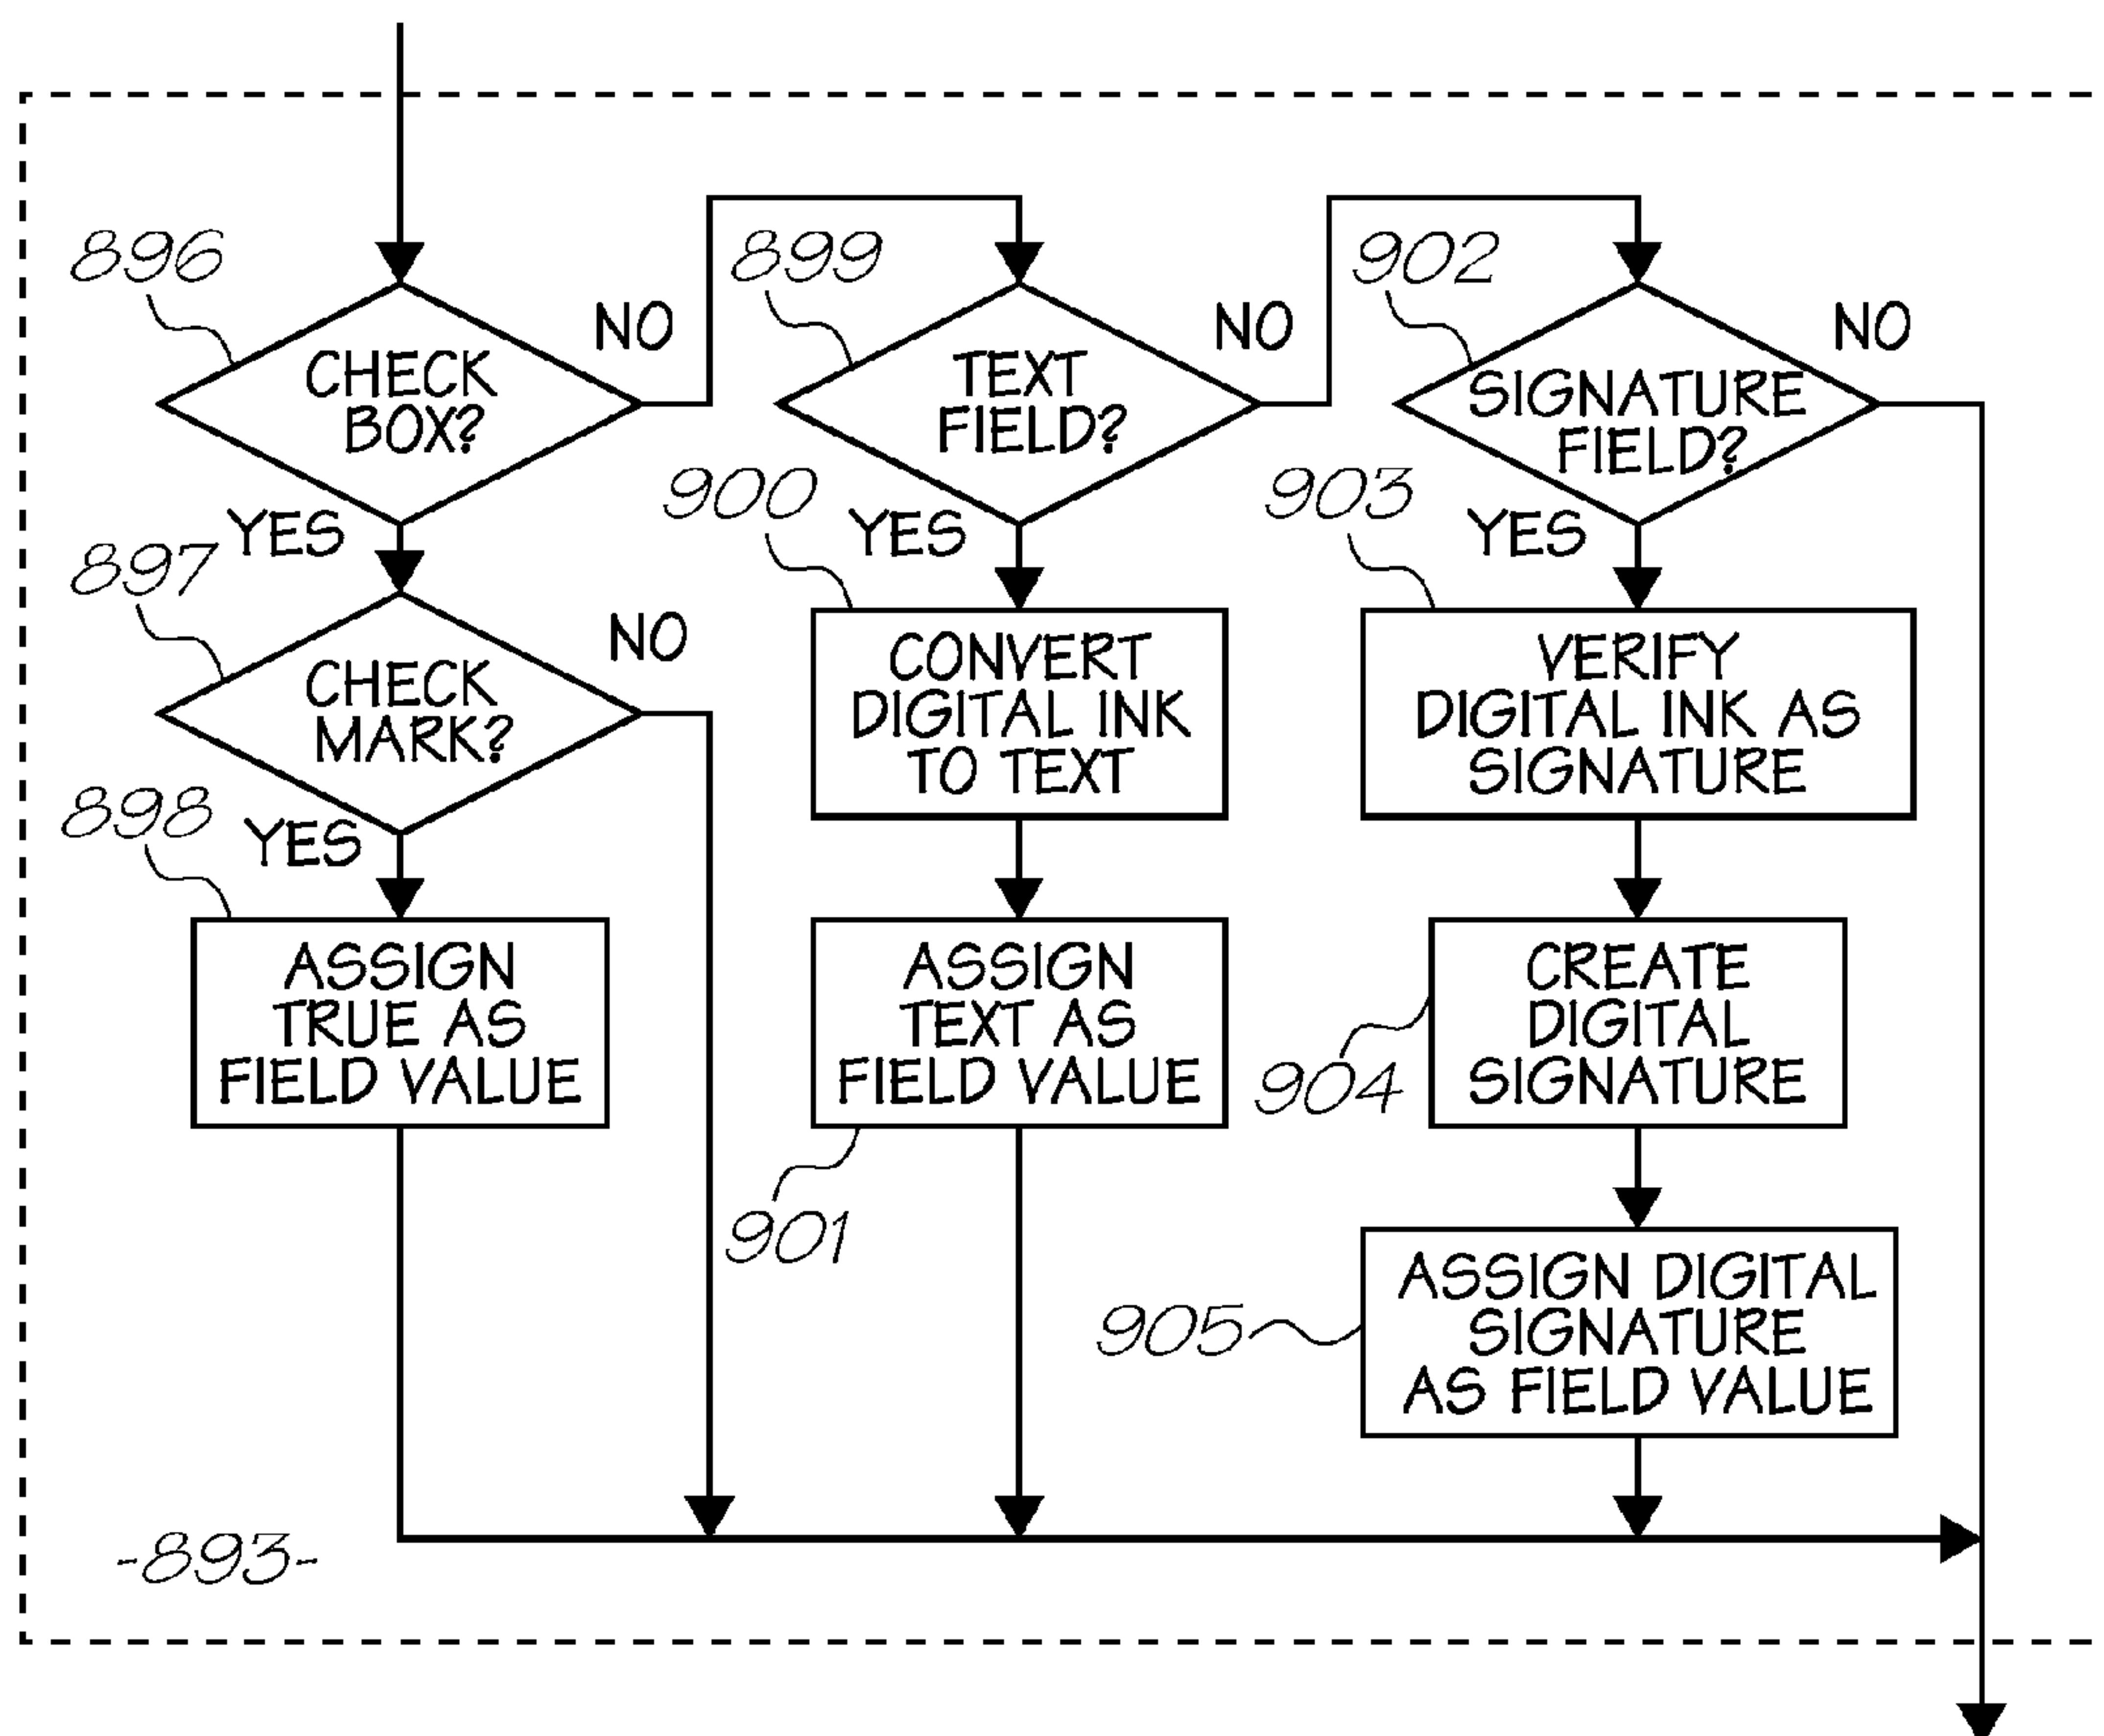 896
CHECK
BOX?
NO
YES
897
CHECK
MARK?
NO
YES
898
ASSIGN
TRUE AS
FIELD VALUE
899
TEXT
FIELD?
NO
YES
900
CONVERT
DIGITAL INK
TO TEXT
ASSIGN
TEXT AS
FIELD VALUE
901
902
SIGNATURE
FIELD?
NO
YES
903
VERIFY
DIGITAL INK AS
SIGNATURE
CREATE
DIGITAL
SIGNATURE
904
ASSIGN DIGITAL
SIGNATURE
AS FIELD VALUE
905
-893-